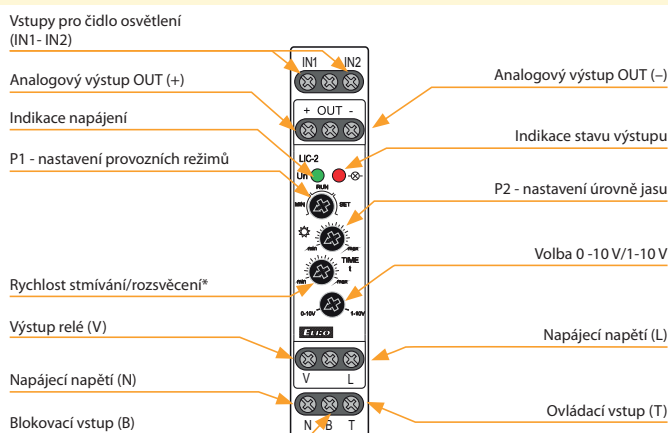 Vstupy pro čidlo osvětlení
(IN1- IN2)
IN1 IN2
Analogový výstup OUT (+)
Analogový výstup OUT (–)
+ OUT -
Indikace napájení
Indikace stavu výstupu
LIC-2
Un
P1 - nastavení provozních režimů
RUN
MIN SET
P2 - nastavení úrovně jasu
min max
TIME
t
Volba 0 -10 V/1-10 V
min max
Rychlost stmívání/rozsvěcení*
0-10V 1-10V
Výstup relé (V)
ELKO
Napájecí napětí (L)
V L
Napájecí napětí (N)
Ovládací vstup (T)
Blokovací vstup (B)
N B T